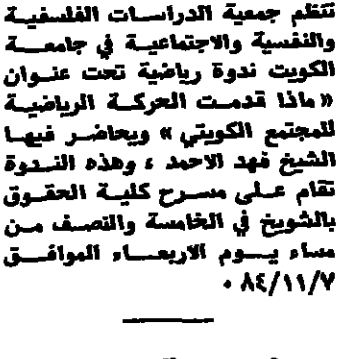 تنظم جمعية الدراسات الفلسفية
والنفسية والاجتماعية في جامعة
الكويت ندوة رياضية تحت عنوان
« ماذا قدمت الحركة الرياضية
للمجتمع الكويتي » ويحاضر فيها
الشيخ فهد الاحمد ، وهذه الندوة
تقام على مسرح كلية الحقوق
بالشويخ في الخامسة والنصف من
مساء يوم الاربعاء الموافق
٨٤/١١/٧ .